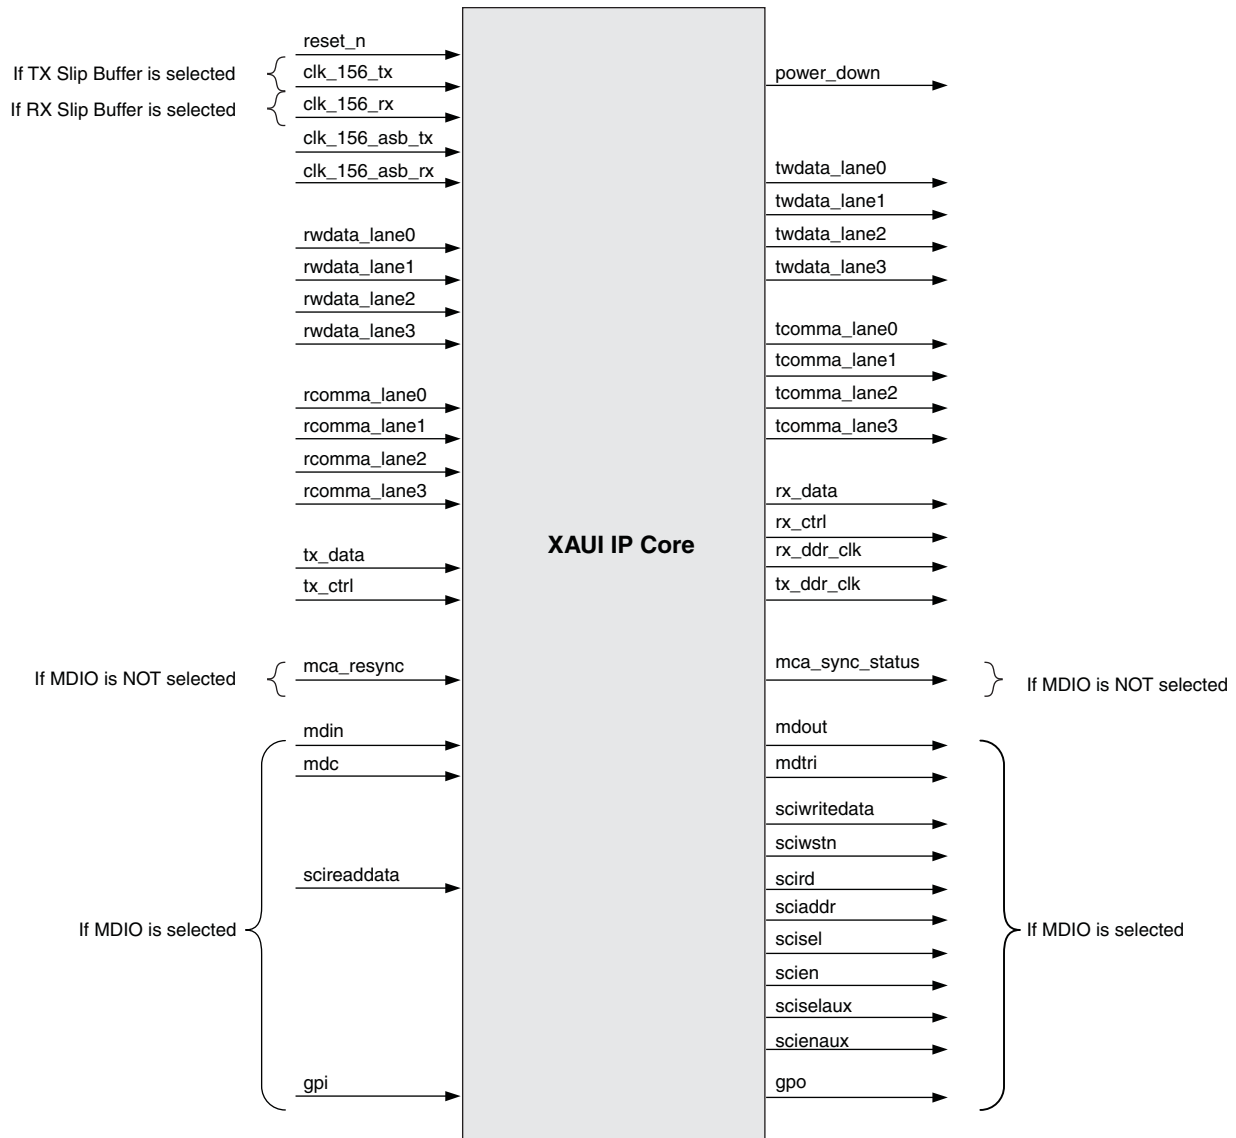 reset_n
If TX Slip Buffer is selected
clk_156_tx
power_down
If RX Slip Buffer is selected
clk_156_rx
clk_156_asb_tx
clk_156_asb_rx
twdata_lane0
twdata_lane1
rwdata_lane0
twdata_lane2
rwdata_lane1
twdata_lane3
rwdata_lane2
rwdata_lane3
tcomma_lane0
tcomma_lane1
rcomma_lane0
tcomma_lane2
rcomma_lane1
tcomma_lane3
rcomma_lane2
rcomma_lane3
rx_data
rx_ctrl
XAUI IP Core
tx_data
rx_ddr_clk
tx_ctrl
tx_ddr_clk
If MDIO is NOT selected
mca_resync
mca_sync_status
If MDIO is NOT selected
mdin
mdout
mdc
mdtri
sciwritedata
sciwstn
scireaddata
scird
sciaddr
If MDIO is selected
scisel
If MDIO is selected
scien
sciselaux
scienaux
gpi
gpo